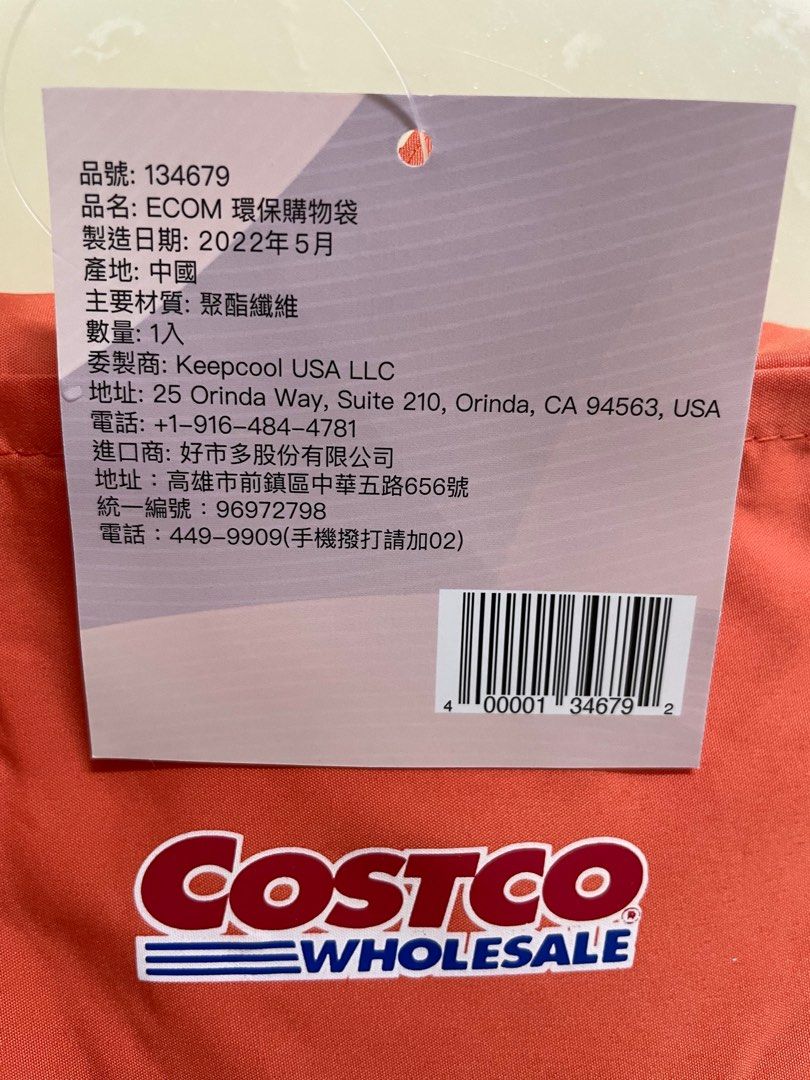 品號: 134679
品名: ECOM 環保購物袋
製造日期: 2022年5月
產地: 中國
主要材質: 聚酯纖維
數量: 1入
委製商: Keepcool USA LLC
地址: 25 Orinda Way, Suite 210, Orinda, CA 94563, USA
電話: +1-916-484-4781
進口商: 好市多股份有限公司
地址：高雄市前鎮區中華五路656號
統一編號：96972798
電話：449-9909(手機撥打請加02)
4 00001 34679 2
COSTCO®
WHOLESALE